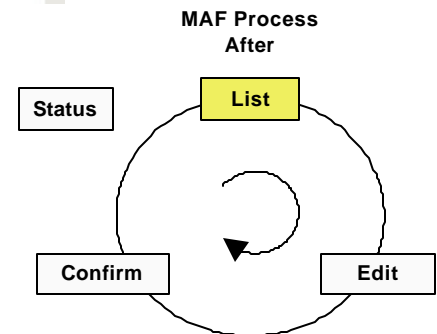 MAF Process
After
List
Status
Confirm
Edit